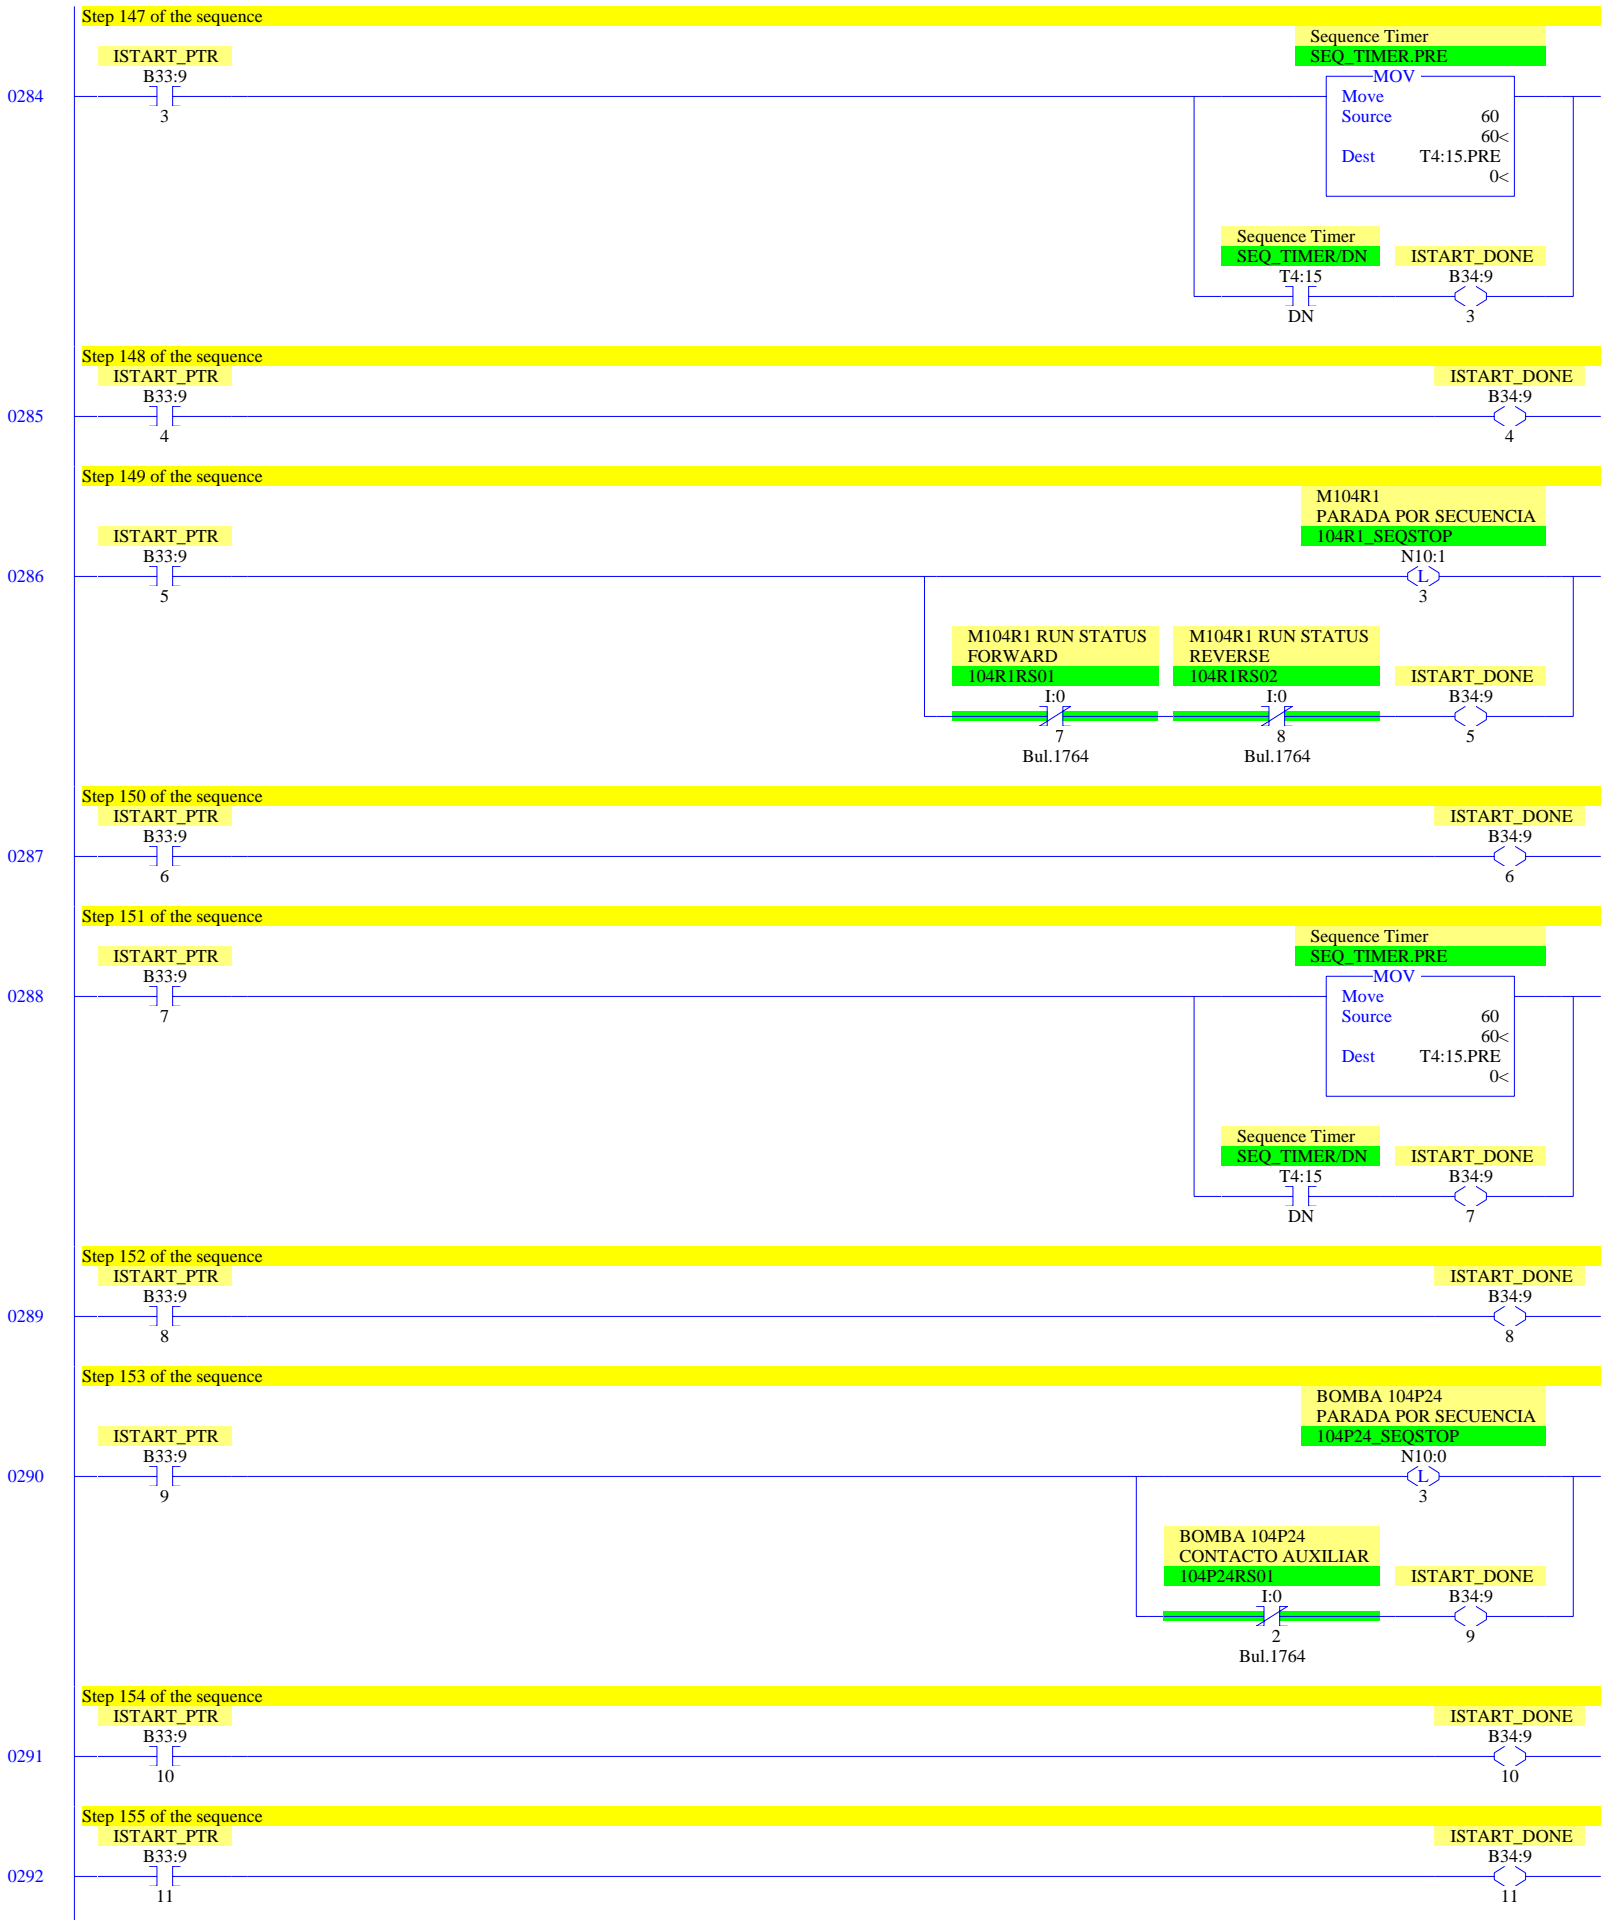 Step 147 of the sequence
Sequence Timer
ISTART_PTR SEQ_TIMER.PRE
B33:9 MOV
0284 Move
3 Source 60
60<
Dest T4:15.PRE
0<
Sequence Timer
SEQ_TIMER/DN ISTART_DONE
T4:15 B34:9
DN 3
Step 148 of the sequence
ISTART_PTR ISTART_DONE
B33:9 B34:9
0285
4 4
Step 149 of the sequence
M104R1
PARADA POR SECUENCIA
ISTART_PTR 104R1_SEQSTOP
B33:9 N10:1
0286 L
5 3
M104R1 RUN STATUS M104R1 RUN STATUS
FORWARD REVERSE
104R1RS01 104R1RS02 ISTART_DONE
I:0 I:0 B34:9
7 8 5
Bul.1764 Bul.1764
Step 150 of the sequence
ISTART_PTR ISTART_DONE
B33:9 B34:9
0287
6 6
Step 151 of the sequence
Sequence Timer
ISTART_PTR SEQ_TIMER.PRE
B33:9 MOV
0288 Move
7 Source 60
60<
Dest T4:15.PRE
0<
Sequence Timer
SEQ_TIMER/DN ISTART_DONE
T4:15 B34:9
DN 7
Step 152 of the sequence
ISTART_PTR ISTART_DONE
B33:9 B34:9
0289
8 8
Step 153 of the sequence
BOMBA 104P24
PARADA POR SECUENCIA
ISTART_PTR 104P24_SEQSTOP
B33:9 N10:0
0290 L
9 3
BOMBA 104P24
CONTACTO AUXILIAR
104P24RS01 ISTART_DONE
I:0 B34:9
2 9
Bul.1764
Step 154 of the sequence
ISTART_PTR ISTART_DONE
B33:9 B34:9
0291
10 10
Step 155 of the sequence
ISTART_PTR ISTART_DONE
B33:9 B34:9
0292
11 11